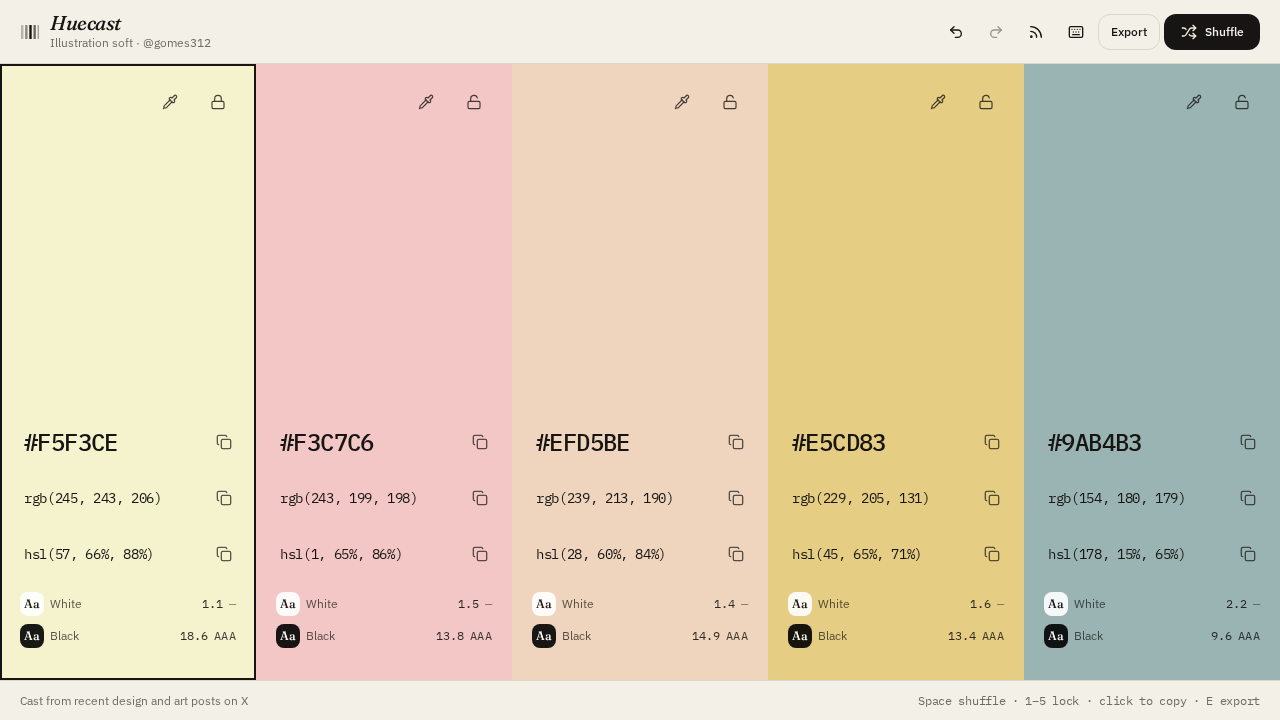 Huecast
Illustration soft · @gomes312
Export
Shuffle
#F5F3CE
rgb(245, 243, 206)
hsl(57, 66%, 88%)
Aa White 1.1 —
Aa Black 18.6 AAA
#F3C7C6
rgb(243, 199, 198)
hsl(1, 65%, 86%)
Aa White 1.5 —
Aa Black 13.8 AAA
#EFD5BE
rgb(239, 213, 190)
hsl(28, 60%, 84%)
Aa White 1.4 —
Aa Black 14.9 AAA
#E5CD83
rgb(229, 205, 131)
hsl(45, 65%, 71%)
Aa White 1.6 —
Aa Black 13.4 AAA
#9AB4B3
rgb(154, 180, 179)
hsl(178, 15%, 65%)
Aa White 2.2 —
Aa Black 9.6 AAA
Cast from recent design and art posts on X
Space shuffle · 1–5 lock · click to copy · E export